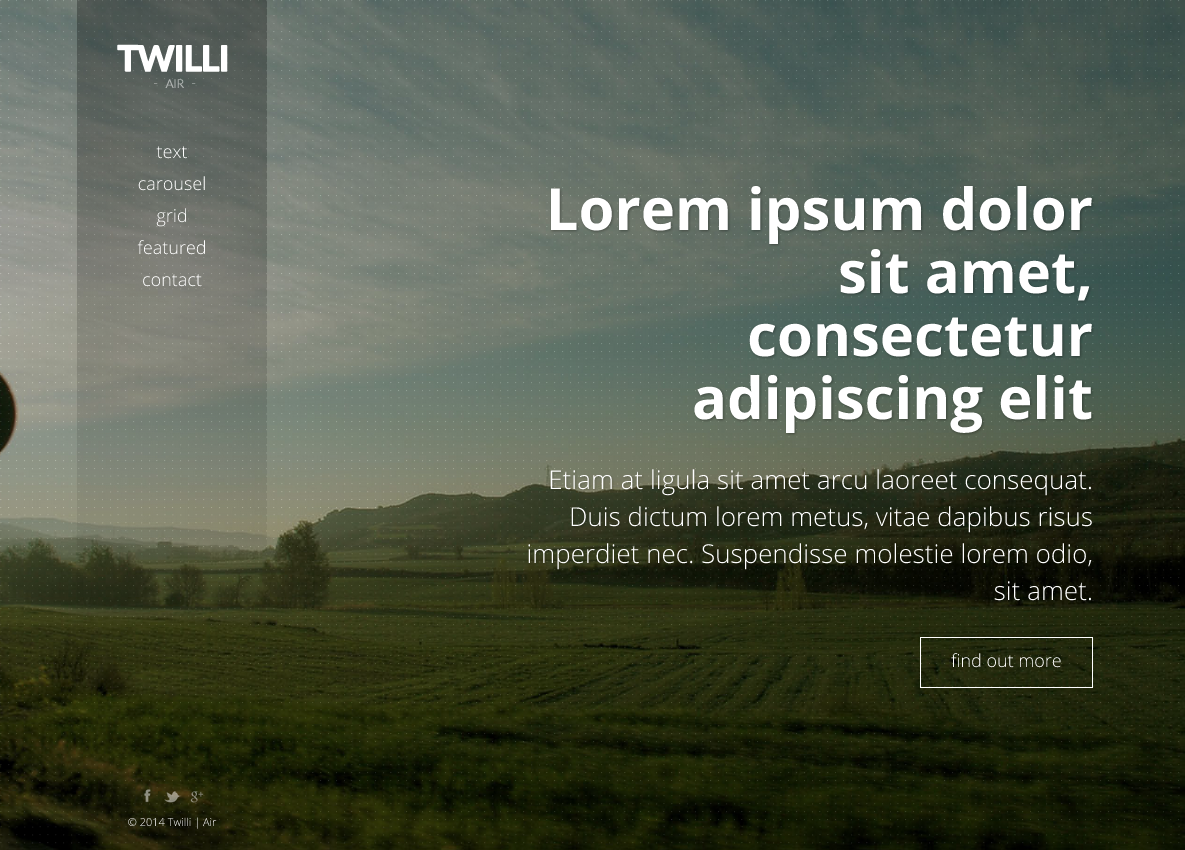 TWILLI
- AIR -
text
carousel
grid
featured
contact
Lorem ipsum dolor
sit amet,
consectetur
adipiscing elit
Etiam at ligula sit amet arcu laoreet consequat.
Duis dictum lorem metus, vitae dapibus risus
imperdiet nec. Suspendisse molestie lorem odio,
sit amet.
find out more
© 2014 Twilli | Air